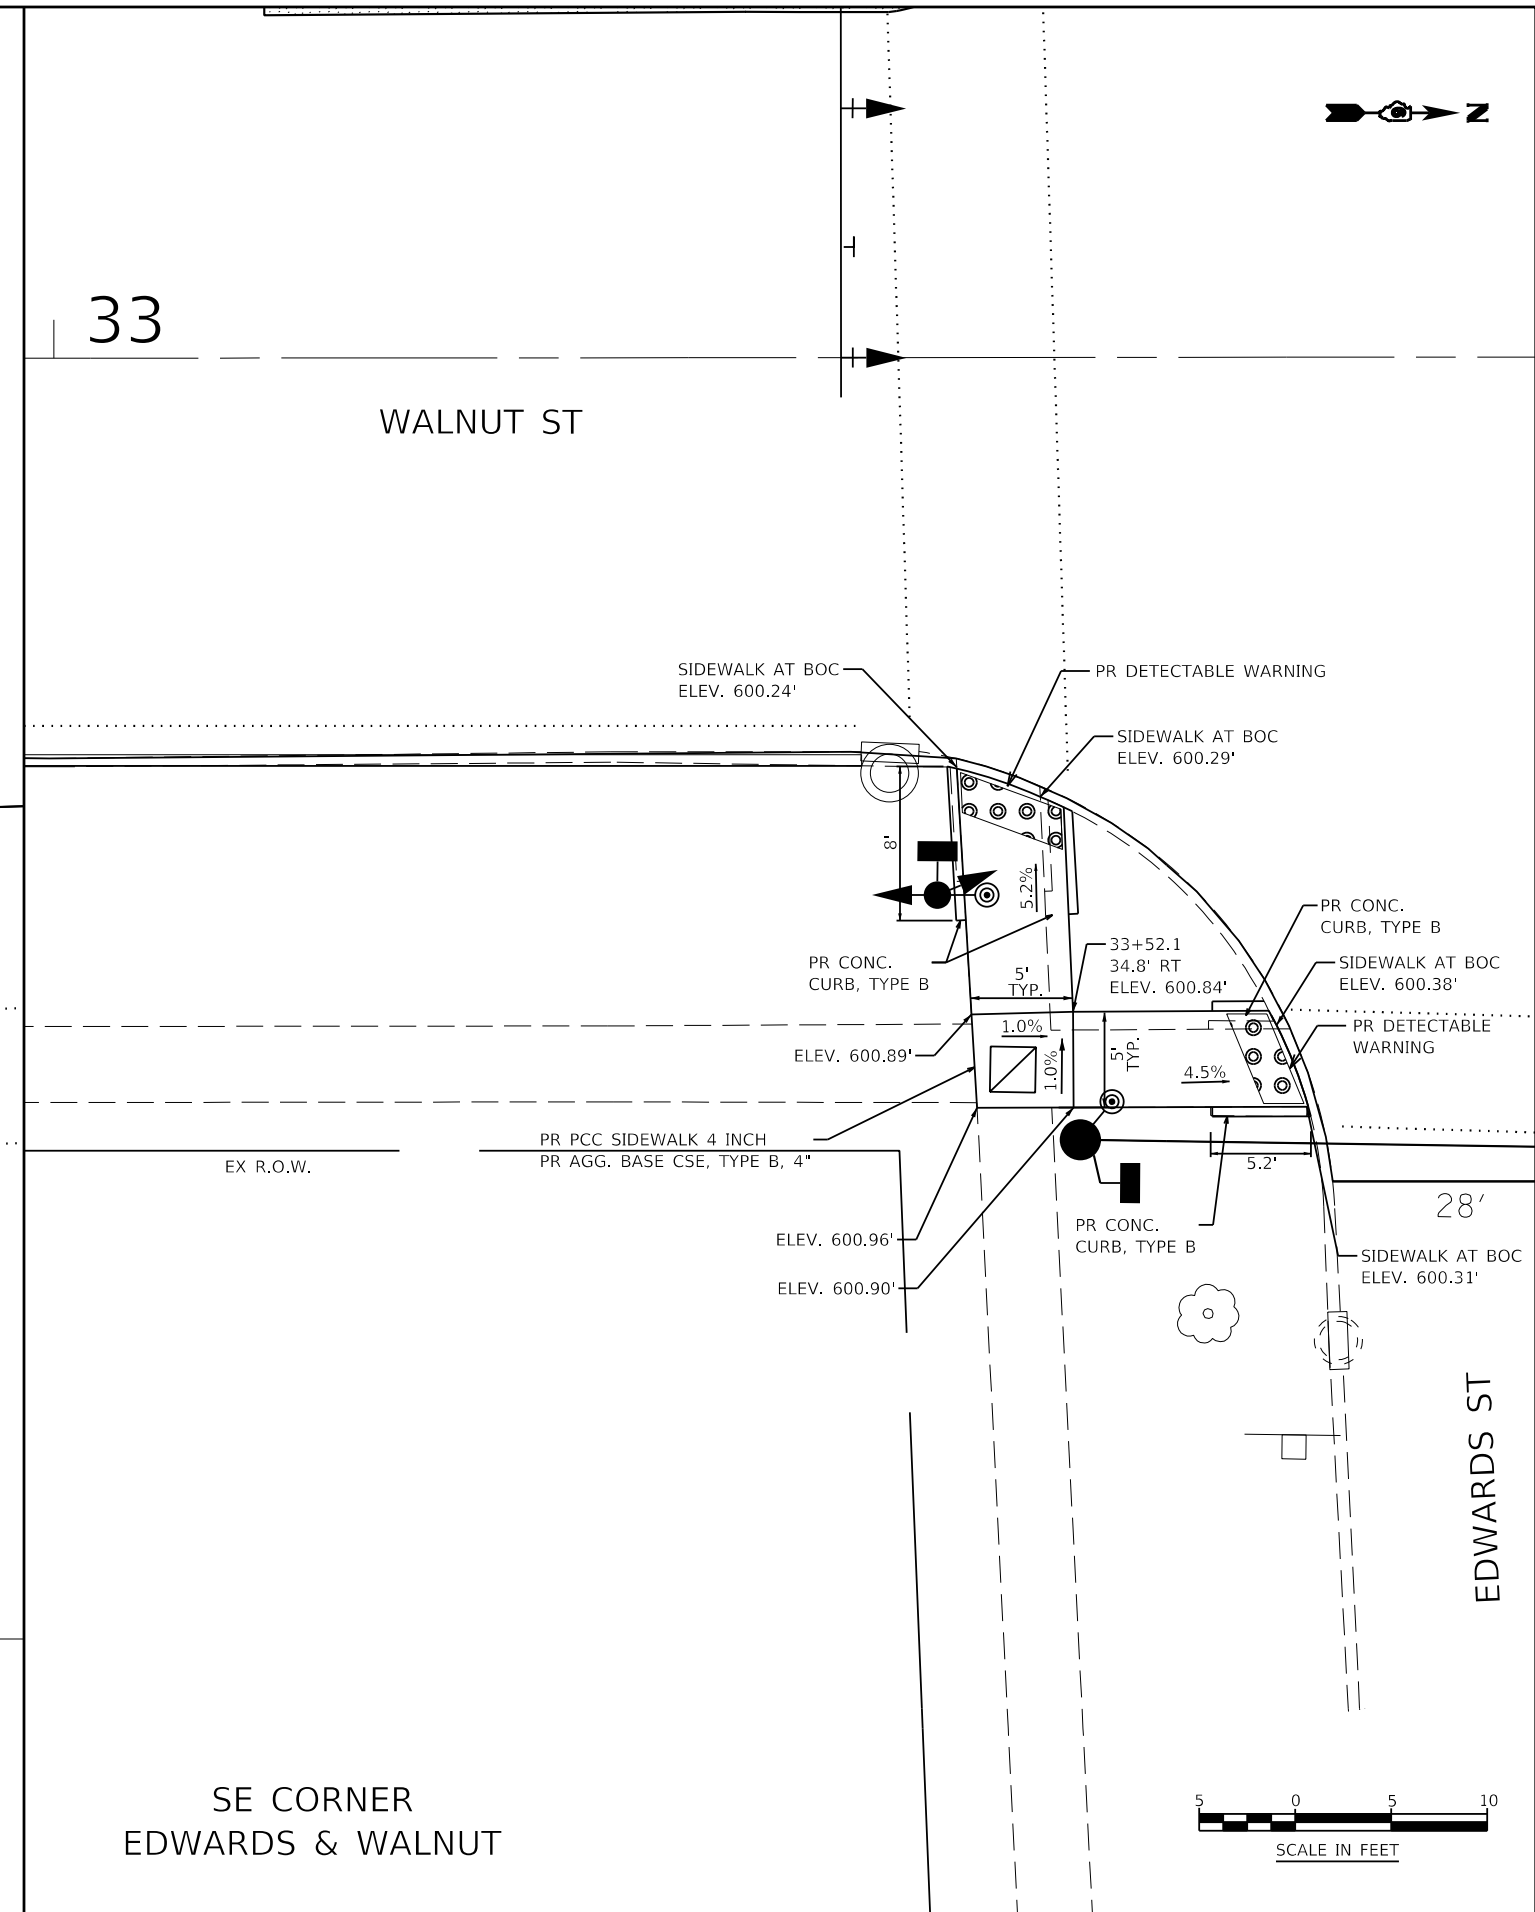 N
33
WALNUT ST
SIDEWALK AT BOC
ELEV. 600.24'
PR DETECTABLE WARNING
SIDEWALK AT BOC
ELEV. 600.29'
8'
5.2%
PR CONC.
CURB, TYPE B
SIDEWALK AT BOC
ELEV. 600.38'
PR DETECTABLE
WARNING
33+52.1
34.8' RT
ELEV. 600.84'
PR CONC.
CURB, TYPE B
5'
TYP.
1.0%
1.0%
5'
TYP.
4.5%
ELEV. 600.89'
PR PCC SIDEWALK 4 INCH
PR AGG. BASE CSE, TYPE B, 4"
EX R.O.W.
5.2'
28'
PR CONC.
CURB, TYPE B
ELEV. 600.96'
SIDEWALK AT BOC
ELEV. 600.31'
ELEV. 600.90'
EDWARDS ST
SE CORNER
EDWARDS & WALNUT
5 0 5 10
SCALE IN FEET